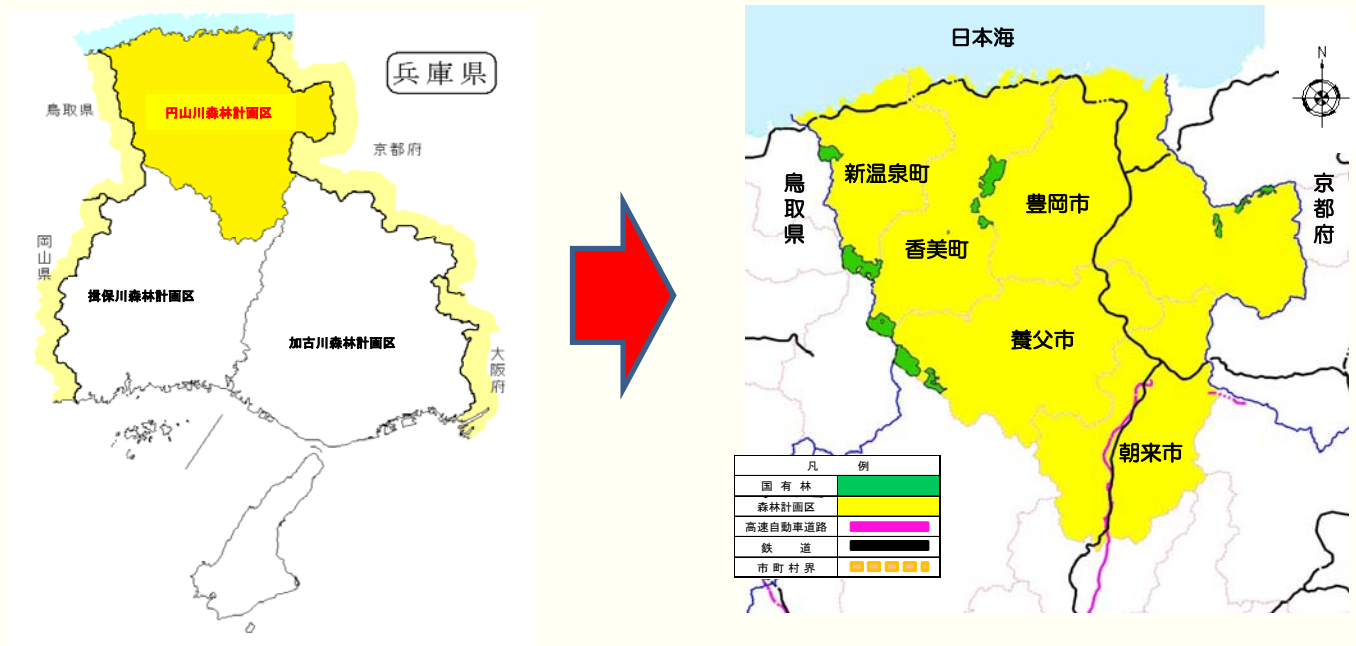 兵庫県
鳥取県
円山川森林計画区
京都府
岡山県
揖保川森林計画区
加古川森林計画区
大阪府
日本海
N
鳥取県
新温泉町
豊岡市
京都府
香美町
養父市
朝来市
凡 例
国有林
森林計画区
高速自動車道路
鉄 道
市町村界